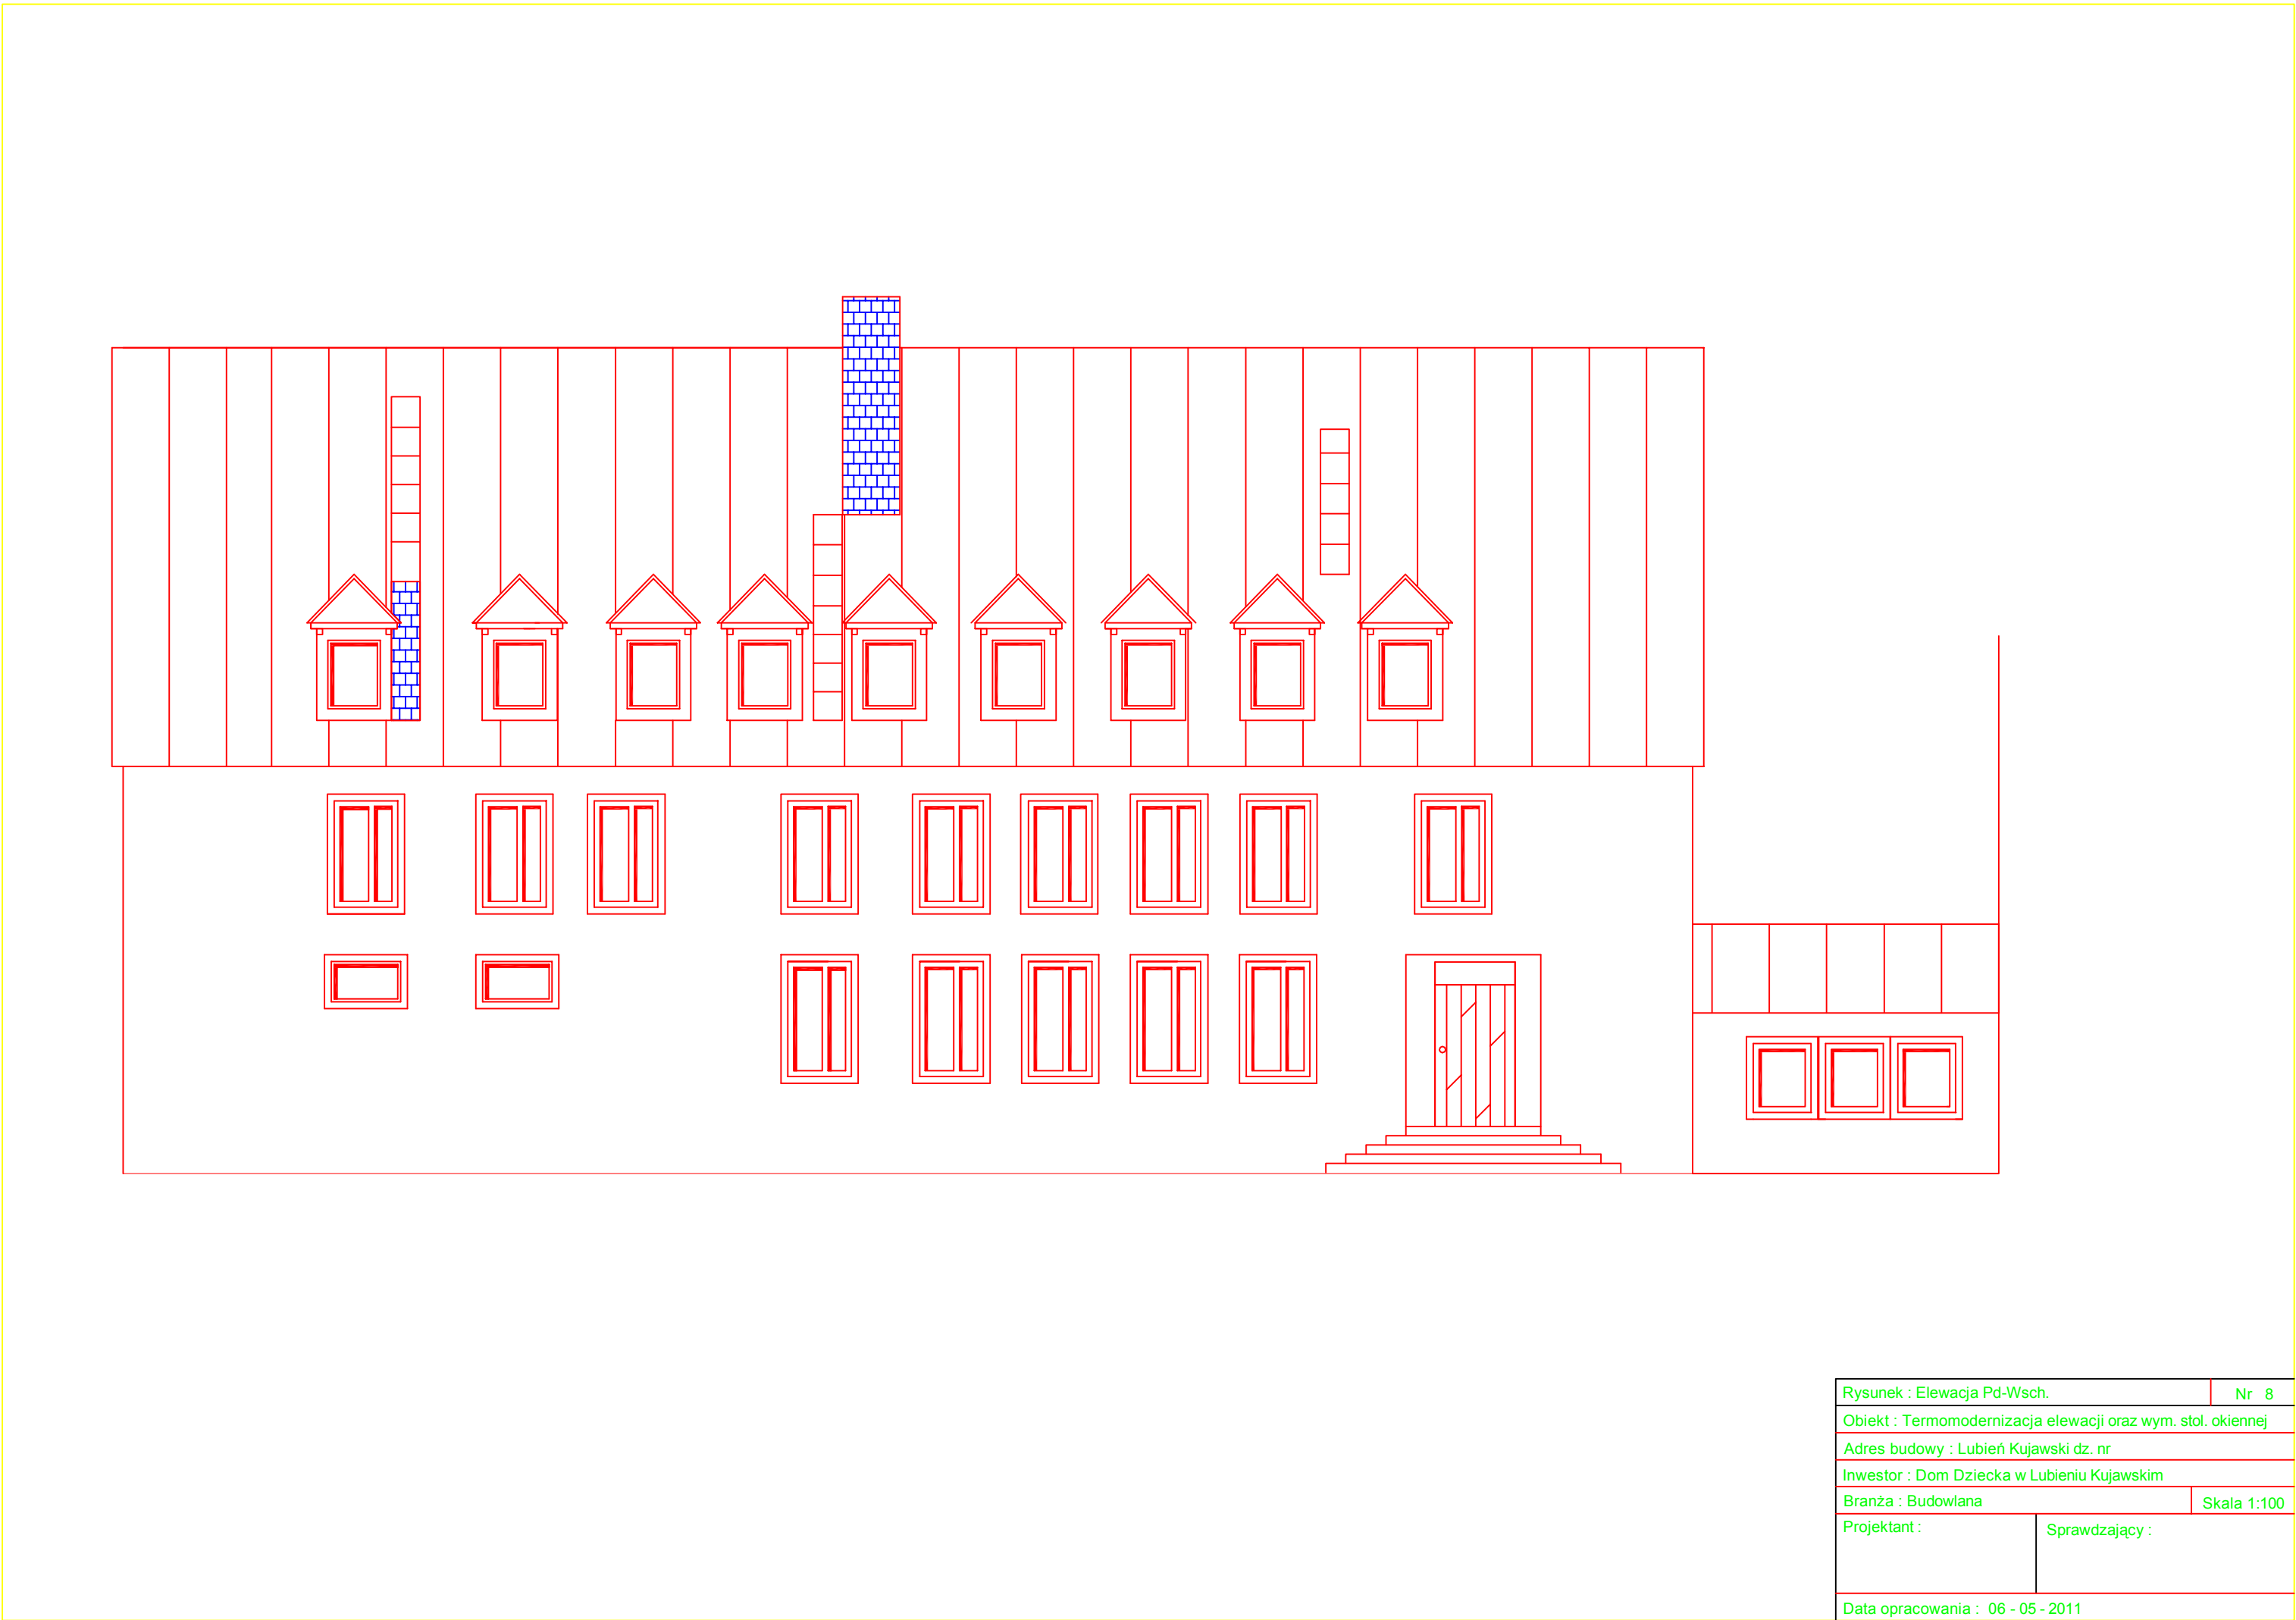 Rysunek : Elewacja Pd-Wsch. Nr 8
Obiekt : Termomodernizacja elewacji oraz wym. stol. okiennej
Adres budowy : Lubień Kujawski dz. nr
Inwestor : Dom Dziecka w Lubieniu Kujawskim
Branża : Budowlana Skala 1:100
Projektant : Sprawdzający :
Data opracowania : 06 - 05 - 2011